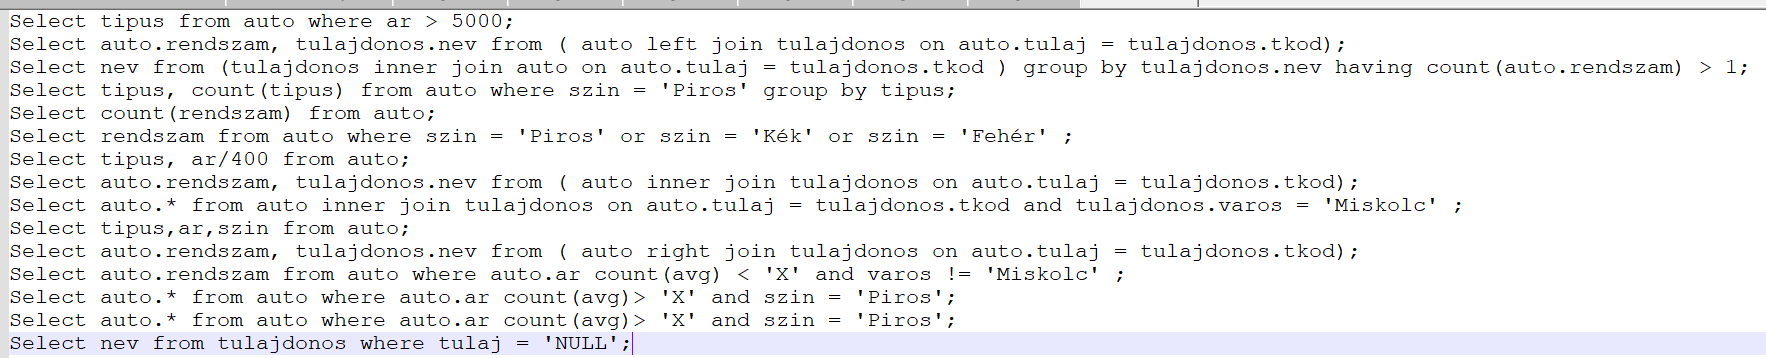 Select tipus from auto where ar > 5000;
Select auto.rendszam, tulajdonos.nev from ( auto left join tulajdonos on auto.tulaj = tulajdonos.tkod);
Select nev from (tulajdonos inner join auto on auto.tulaj = tulajdonos.tkod ) group by tulajdonos.nev having count(auto.rendszam) > 1;
Select tipus, count(tipus) from auto where szin = 'Piros' group by tipus;
Select count(rendszam) from auto;
Select rendszam from auto where szin = 'Piros' or szin = 'Kék' or szin = 'Fehér' ;
Select tipus, ar/400 from auto;
Select auto.rendszam, tulajdonos.nev from ( auto inner join tulajdonos on auto.tulaj = tulajdonos.tkod);
Select auto.* from auto inner join tulajdonos on auto.tulaj = tulajdonos.tkod and tulajdonos.varos = 'Miskolc' ;
Select tipus,ar,szin from auto;
Select auto.rendszam, tulajdonos.nev from ( auto right join tulajdonos on auto.tulaj = tulajdonos.tkod);
Select auto.rendszam from auto where auto.ar count(avg) < 'X' and varos != 'Miskolc' ;
Select auto.* from auto where auto.ar count(avg)> 'X' and szin = 'Piros';
Select auto.* from auto where auto.ar count(avg)> 'X' and szin = 'Piros';
Select nev from tulajdonos where tulaj = 'NULL';